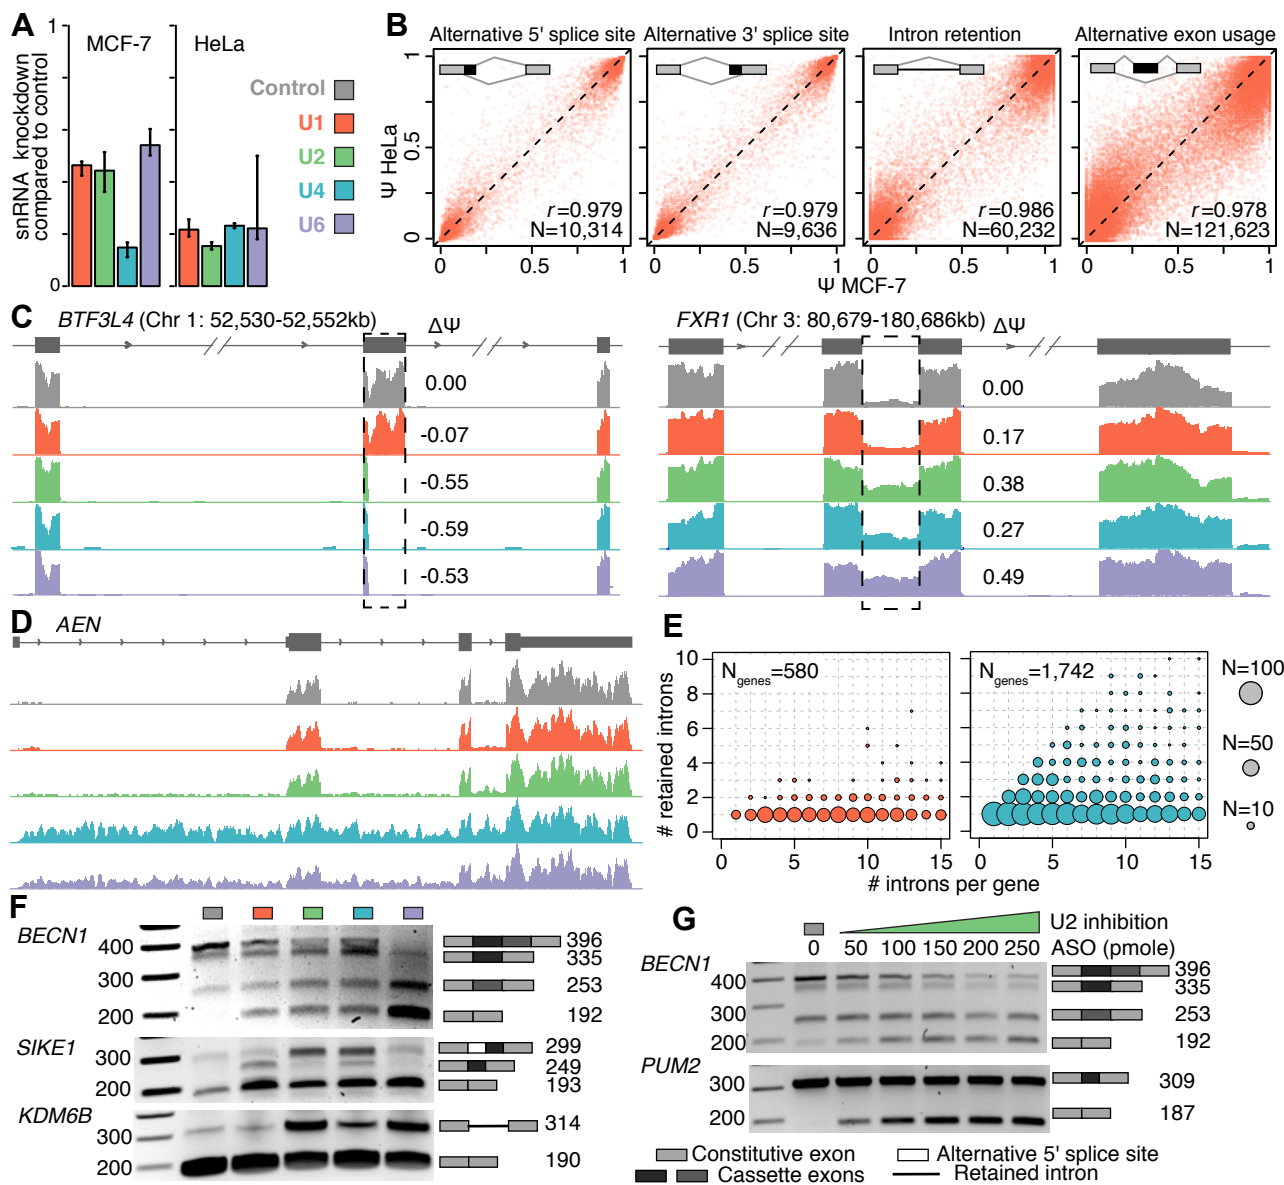 A
1
MCF-7
HeLa
snRNA knockdown
compared to control
0
Control
U1
U2
U4
U6
B
Alternative 5' splice site
Alternative 3' splice site
Intron retention
Alternative exon usage
Ψ HeLa
1
0.5
0
r=0.979
N=10,314
r=0.979
N=9,636
r=0.986
N=60,232
r=0.978
N=121,623
0 0.5 1
0 0.5 1
0 0.5 1
0 0.5 1
Ψ MCF-7
C
BTF3L4 (Chr 1: 52,530-52,552kb)
ΔΨ
0.00
-0.07
-0.55
-0.59
-0.53
FXR1 (Chr 3: 80,679-180,686kb)
ΔΨ
0.00
0.17
0.38
0.27
0.49
D
AEN
E
# retained introns
10
8
6
4
2
0
Ngenes=580
Ngenes=1,742
N=100
N=50
N=10
0 5 10 15
0 5 10 15
# introns per gene
F
BECN1
400
300
200
396
335
253
192
SIKE1
300
200
299
249
193
KDM6B
300
200
314
190
G
U2 inhibition
0 50 100 150 200 250 ASO (pmole)
BECN1
400
300
200
396
335
253
192
PUM2
300
200
309
187
Constitutive exon
Alternative 5' splice site
Cassette exons
Retained intron